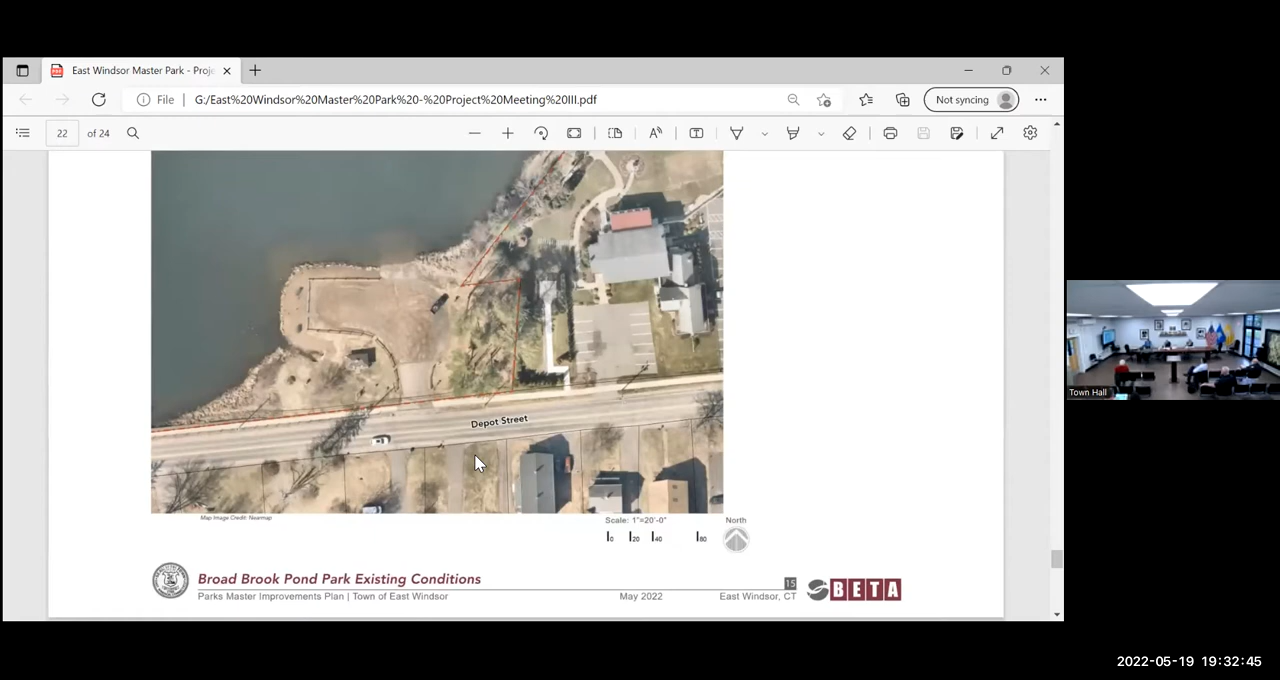 East Windsor Master Park - Proje
File
G:/East%20Windsor%20Master%20Park%20-%20Project%20Meeting%20III.pdf
Not syncing
22 of 24
Depot Street
Map Image Credit: Nearmap
Scale: 1"=20'-0"
North
0 20 40 80
Broad Brook Pond Park Existing Conditions
15
BETA
Parks Master Improvements Plan | Town of East Windsor
May 2022
East Windsor, CT
Town Hall
2022-05-19 19:32:45